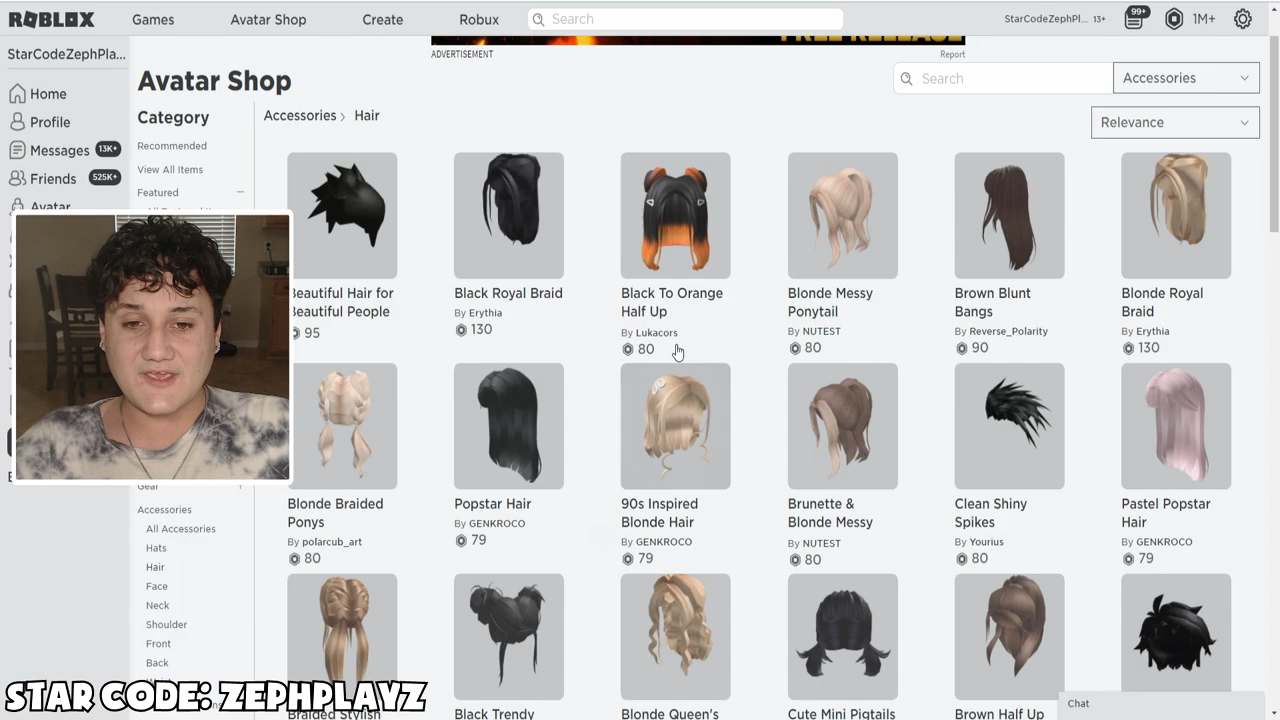 ROBLOX
Games
Avatar Shop
Create
Robux
Search
StarCodeZephPl... 13+
99+
1M+
StarCodeZephPla...
ADVERTISEMENT
Report
Home
Profile
Messages 13K+
Friends 525K+
Avatar
Avatar Shop
Search
Accessories
Category
Accessories
Hair
Relevance
Recommended
View All Items
Featured
Beautiful Hair for
Beautiful People
95
Black Royal Braid
By Erythia
130
Black To Orange
Half Up
By Lukacors
80
Blonde Messy
Ponytail
By NUTEST
80
Brown Blunt
Bangs
By Reverse_Polarity
90
Blonde Royal
Braid
By Erythia
130
Blonde Braided
Ponys
By polarcub_art
80
Popstar Hair
By GENKROCO
79
90s Inspired
Blonde Hair
By GENKROCO
79
Brunette &
Blonde Messy
By NUTEST
80
Clean Shiny
Spikes
By Yourius
80
Pastel Popstar
Hair
By GENKROCO
79
Gear
Accessories
All Accessories
Hats
Hair
Face
Neck
Shoulder
Front
Back
Braided Stylish
Black Trendy
Blonde Queen's
Cute Mini Pigtails
Brown Half Up
Chat
STAR CODE: ZEPHPLAYZ